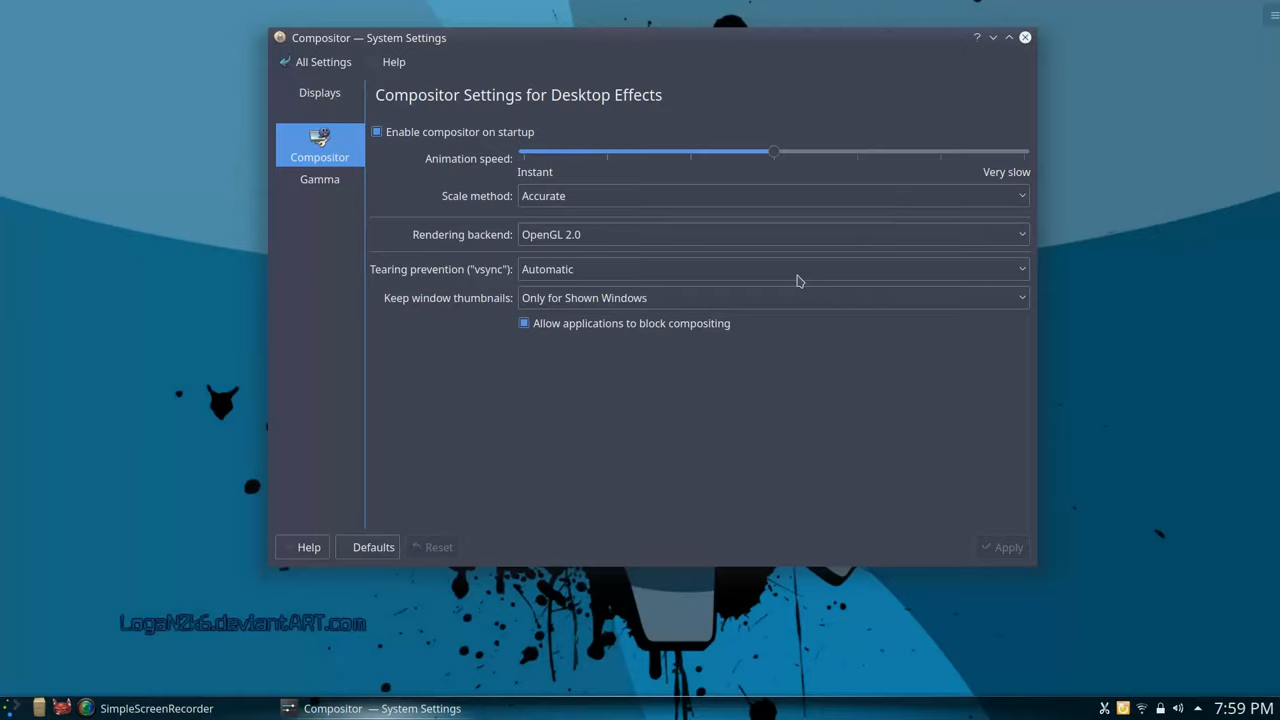 Compositor — System Settings
All Settings
Help
Displays
Compositor
Gamma
Compositor Settings for Desktop Effects
Enable compositor on startup
Animation speed:
Instant
Very slow
Scale method:
Accurate
Rendering backend:
OpenGL 2.0
Tearing prevention ("vsync"):
Automatic
Keep window thumbnails:
Only for Shown Windows
Allow applications to block compositing
Help
Defaults
Reset
Apply
LogaN2k6.deviantART.com
SimpleScreenRecorder
Compositor — System Settings
7:59 PM